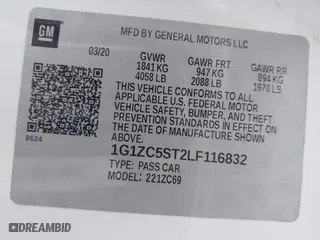 GM
MFD BY GENERAL MOTORS LLC
03/20
GVWR GAWR FRT GAWR RR
1841 KG 947 KG 894 KG
4058 LB 2088 LB 1970 LB
THIS VEHICLE CONFORMS TO ALL
APPLICABLE U.S. FEDERAL MOTOR
VEHICLE SAFETY, BUMPER, AND THEFT
PREVENTION STANDARDS IN EFFECT ON
THE DATE OF MANUFACTURE SHOWN
ABOVE.
8624
1G1ZC5ST2LF116832
TYPE: PASS CAR
MODEL: 221ZC69
DREAMBID